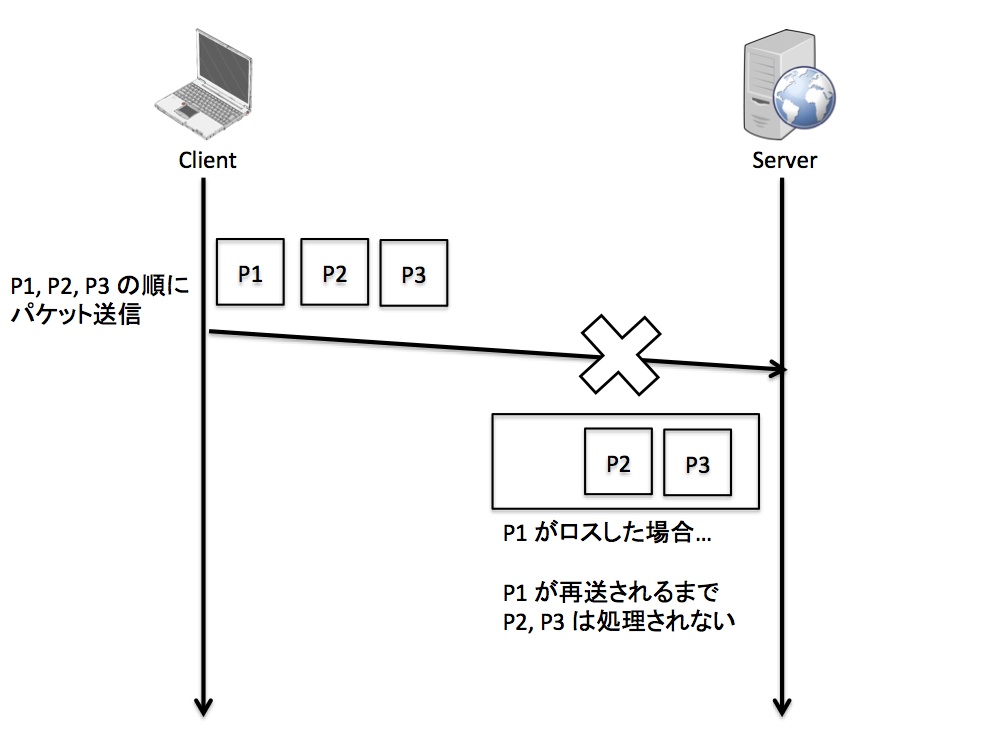 Client
Server
P1, P2, P3 の順に
パケット送信
P1
P2
P3
P2
P3
P1 がロスした場合...
P1 が再送されるまで
P2, P3 は処理されない